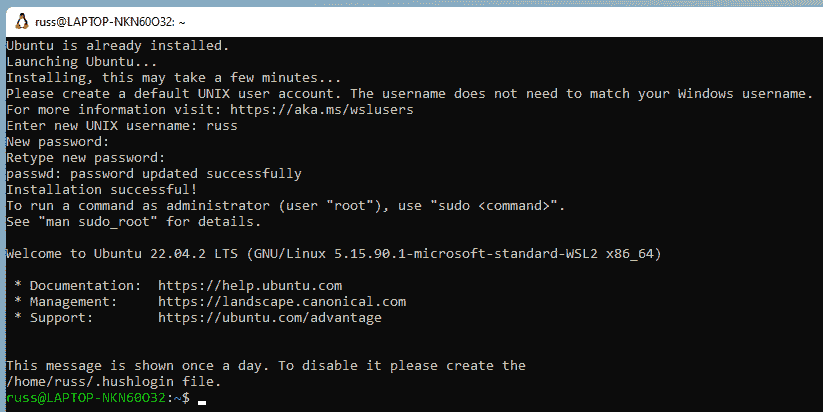 russ@LAPTOP-NKN60O32: ~
Ubuntu is already installed.
Launching Ubuntu...
Installing, this may take a few minutes...
Please create a default UNIX user account. The username does not need to match your Windows username.
For more information visit: https://aka.ms/wslusers
Enter new UNIX username: russ
New password:
Retype new password:
passwd: password updated successfully
Installation successful!
To run a command as administrator (user "root"), use "sudo <command>".
See "man sudo_root" for details.
Welcome to Ubuntu 22.04.2 LTS (GNU/Linux 5.15.90.1-microsoft-standard-WSL2 x86_64)
* Documentation:  https://help.ubuntu.com
* Management:     https://landscape.canonical.com
* Support:        https://ubuntu.com/advantage
This message is shown once a day. To disable it please create the
/home/russ/.hushlogin file.
russ@LAPTOP-NKN60O32:~$